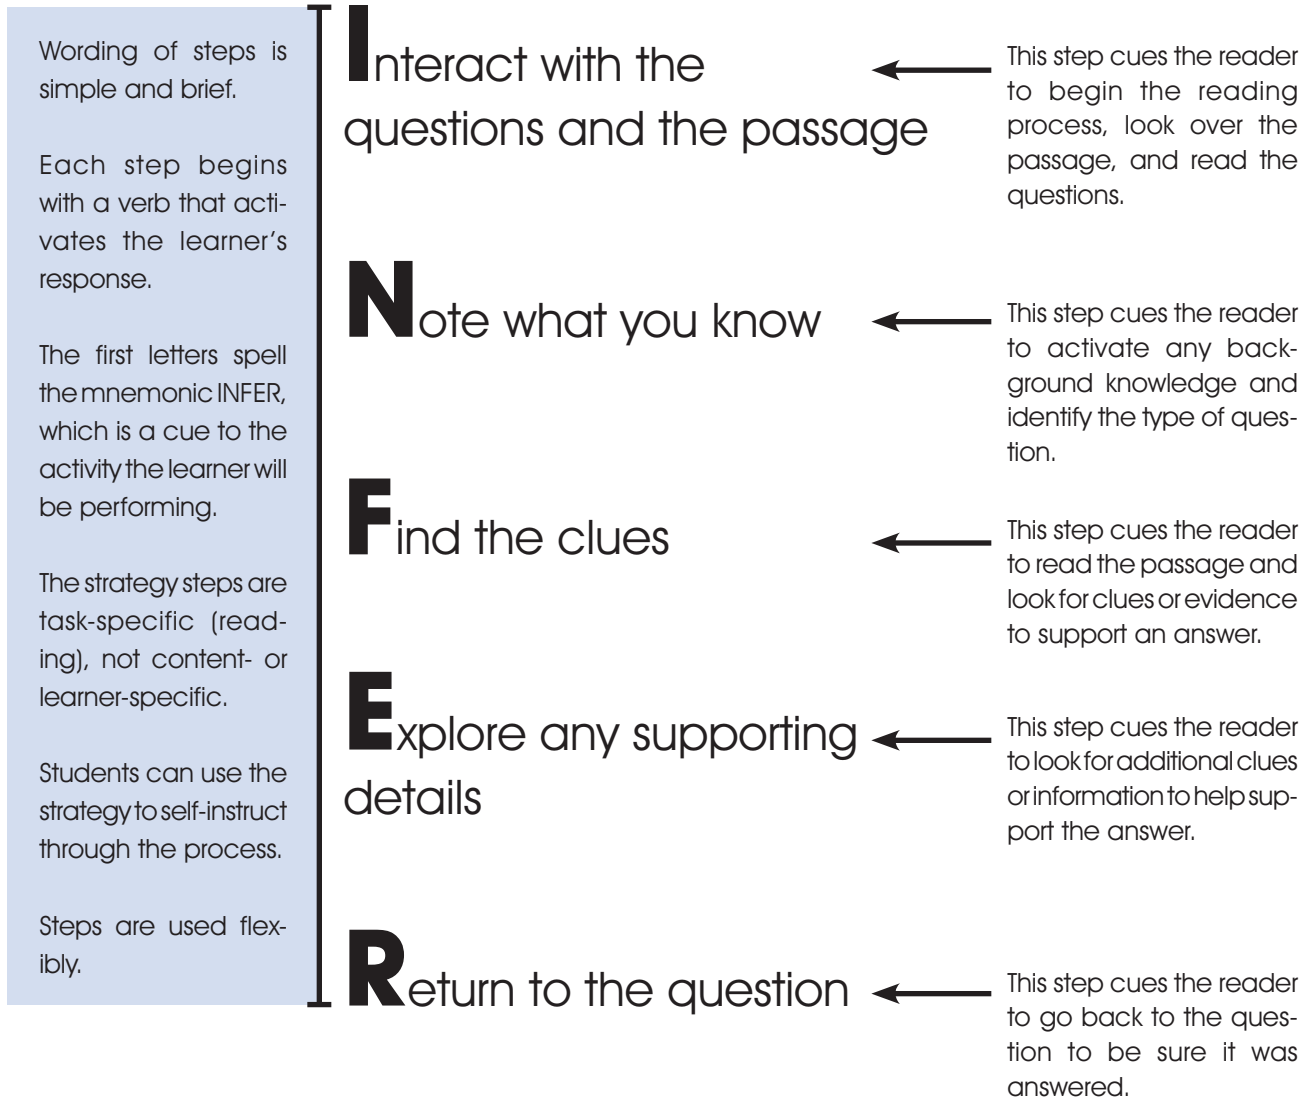 Wording of steps is
simple and brief.
Each step begins
with a verb that acti-
vates the learner's
response.
The first letters spell
the mnemonic INFER,
which is a cue to the
activity the learner will
be performing.
The strategy steps are
task-specific (read-
ing), not content- or
learner-specific.
Students can use the
strategy to self-instruct
through the process.
Steps are used flex-
ibly.
Interact with the
questions and the passage
This step cues the reader
to begin the reading
process, look over the
passage, and read the
questions.
Note what you know
This step cues the reader
to activate any back-
ground knowledge and
identify the type of ques-
tion.
Find the clues
This step cues the reader
to read the passage and
look for clues or evidence
to support an answer.
Explore any supporting
details
This step cues the reader
to look for additional clues
or information to help sup-
port the answer.
Return to the question
This step cues the reader
to go back to the ques-
tion to be sure it was
answered.